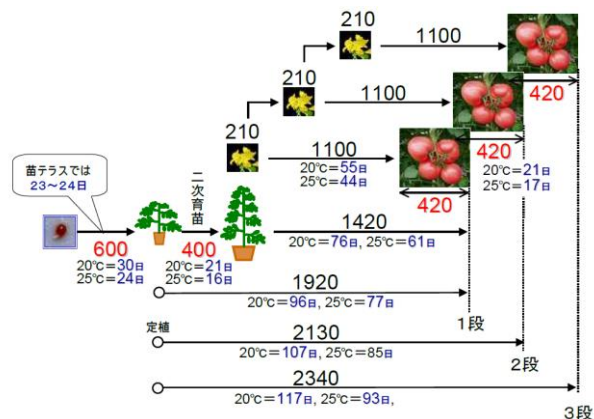 210
1100
210
1100
420
210
1100
420
20℃=55日
25℃=44日
20℃=21日
25℃=17日
420
苗テラスでは
23～24日
二次育苗
600
20℃=30日
25℃=24日
400
20℃=21日
25℃=16日
1420
20℃=76日, 25℃=61日
1920
20℃=96日, 25℃=77日
1段
定植
2130
20℃=107日, 25℃=85日
2段
2340
20℃=117日, 25℃=93日,
3段